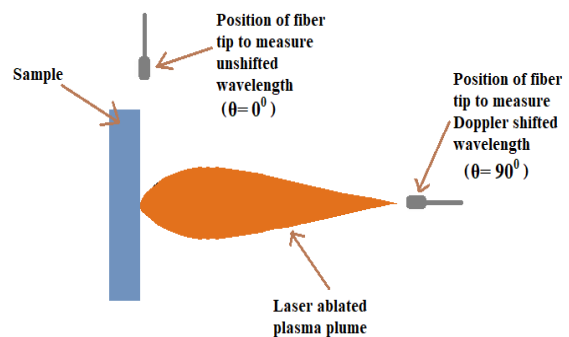 Position of fiber
tip to measure
unshifted
wavelength
(θ= 0⁰ )
Sample
Position of fiber
tip to measure
Doppler shifted
wavelength
(θ= 90⁰ )
Laser ablated
plasma plume